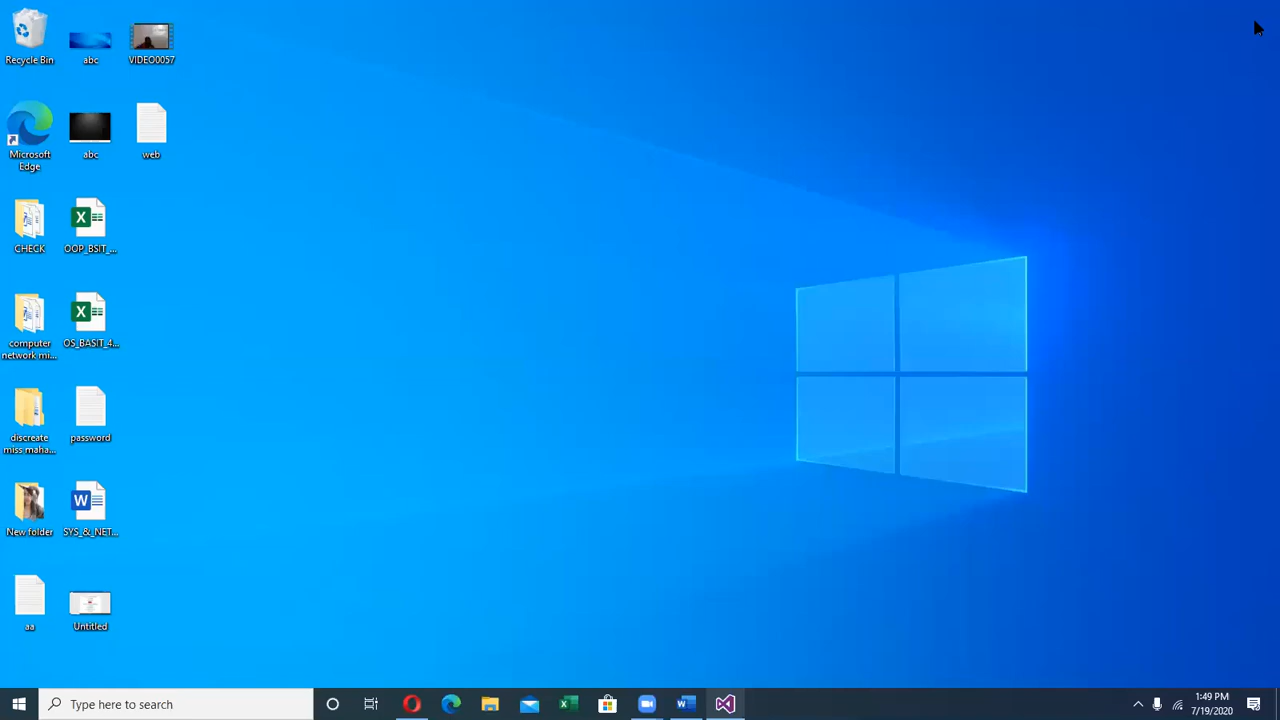 Recycle Bin
abc
VIDEO0057
Microsoft
Edge
abc
web
CHECK
OOP_BSIT_...
computer
network mi...
OS_BASIT_4...
discreate
miss maha...
password
New folder
SYS_&_NET...
aa
Untitled
Type here to search
1:49 PM
7/19/2020